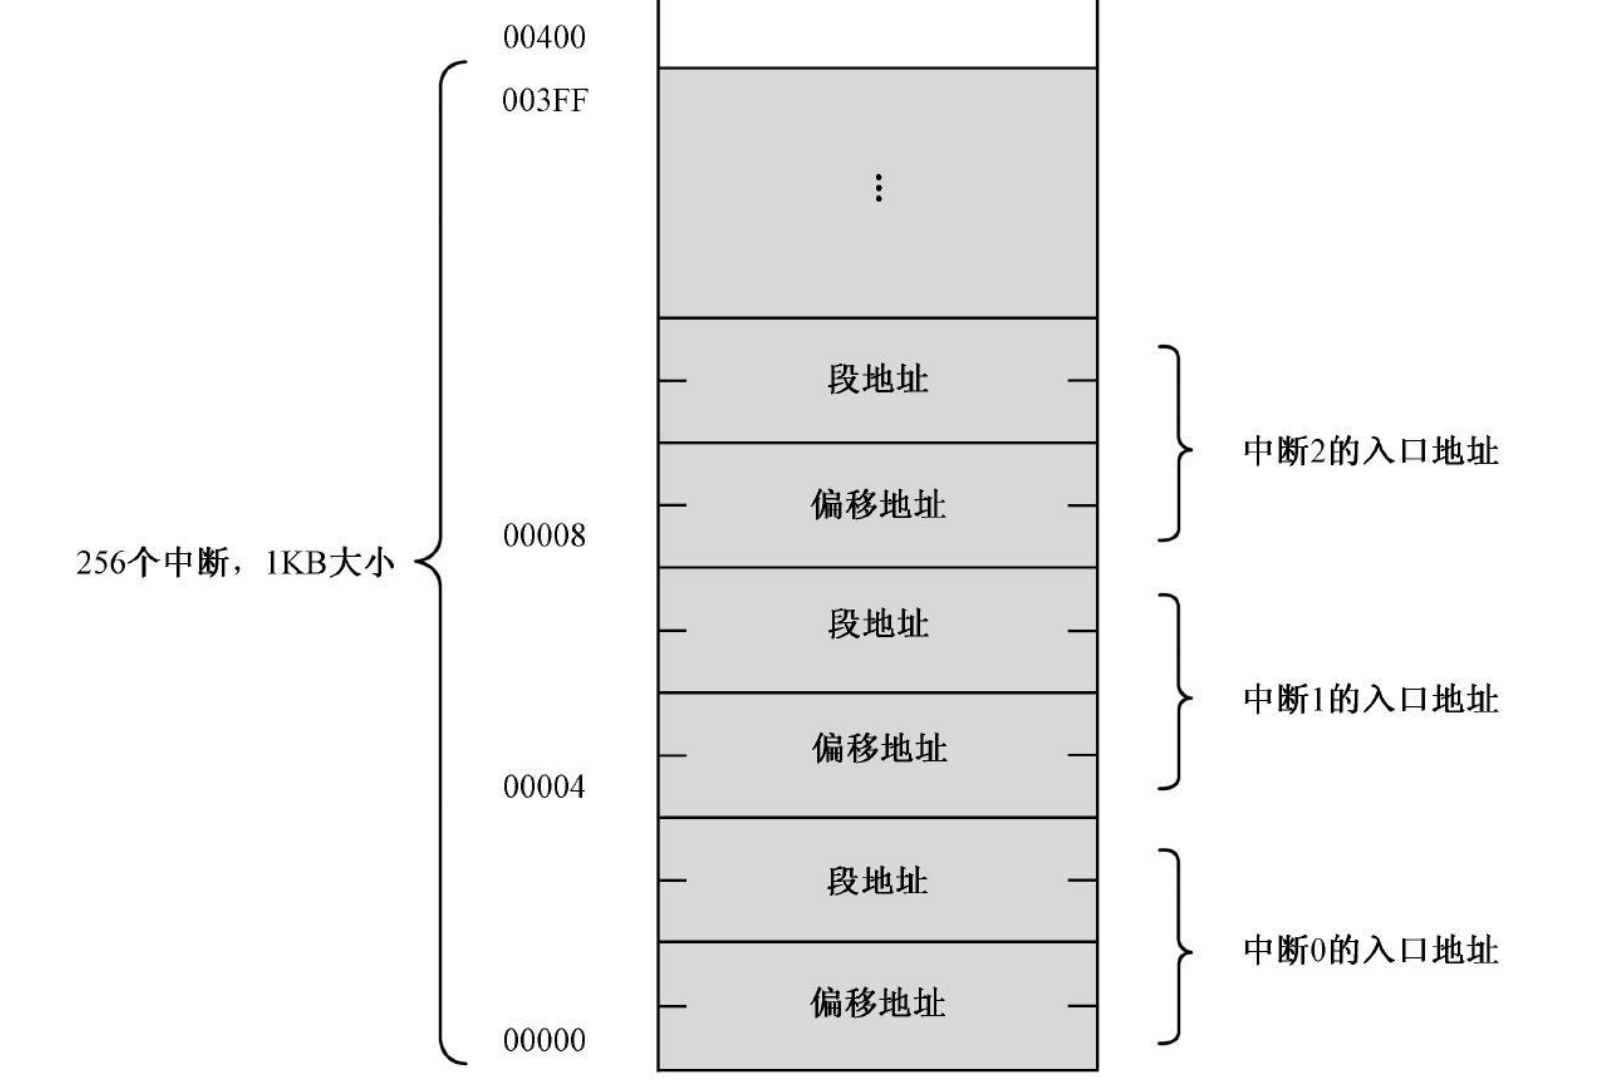 00400
003FF
⋮
段地址
中断2的入口地址
偏移地址
00008
256个中断，1KB大小
段地址
中断1的入口地址
偏移地址
00004
段地址
中断0的入口地址
偏移地址
00000